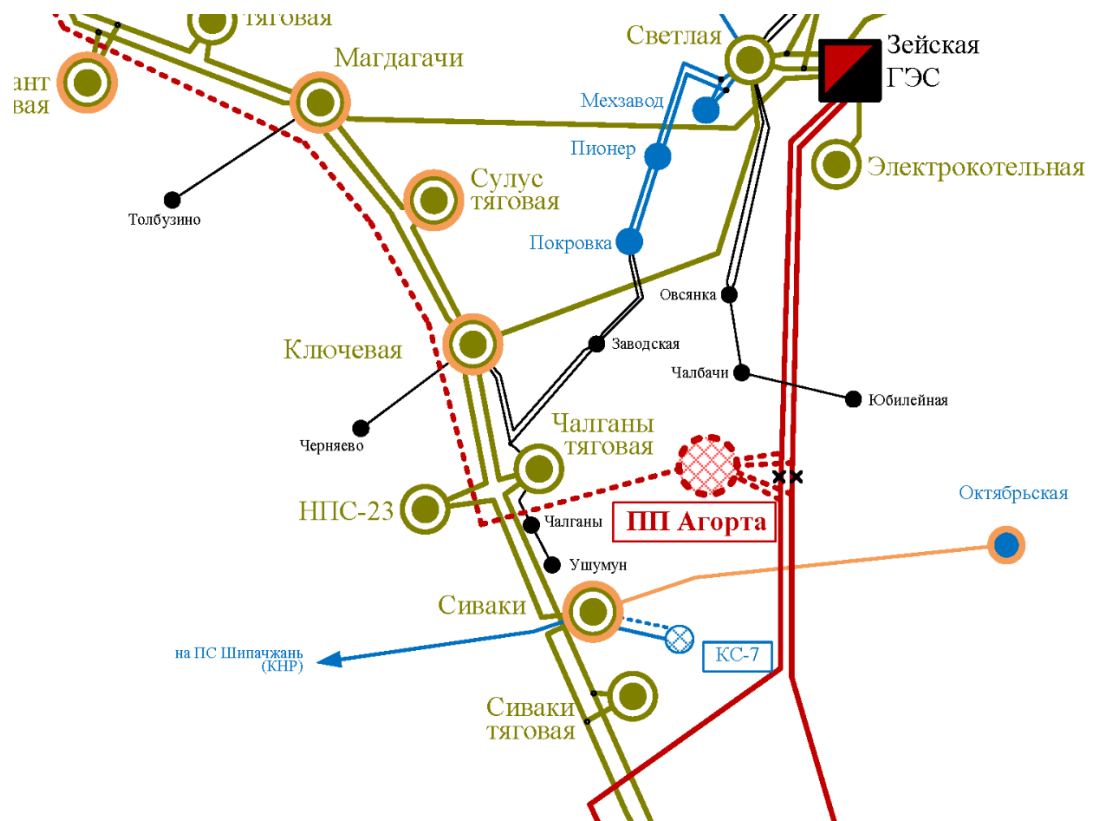 тяговая
Светлая
Зейская
ГЭС
Магдагачи
ант
вая
Мехзавод
Пионер
Электрокотельная
Сулус
тяговая
Толбузино
Покровка
Овсянка
Ключевая
Заводская
Чалбачи
Юбилейная
Черняево
Чалганы
тяговая
Октябрьская
НПС-23
ПП Агорта
Чалганы
Ушумун
Сиваки
на ПС Шипачжань
(КНР)
КС-7
Сиваки
тяговая